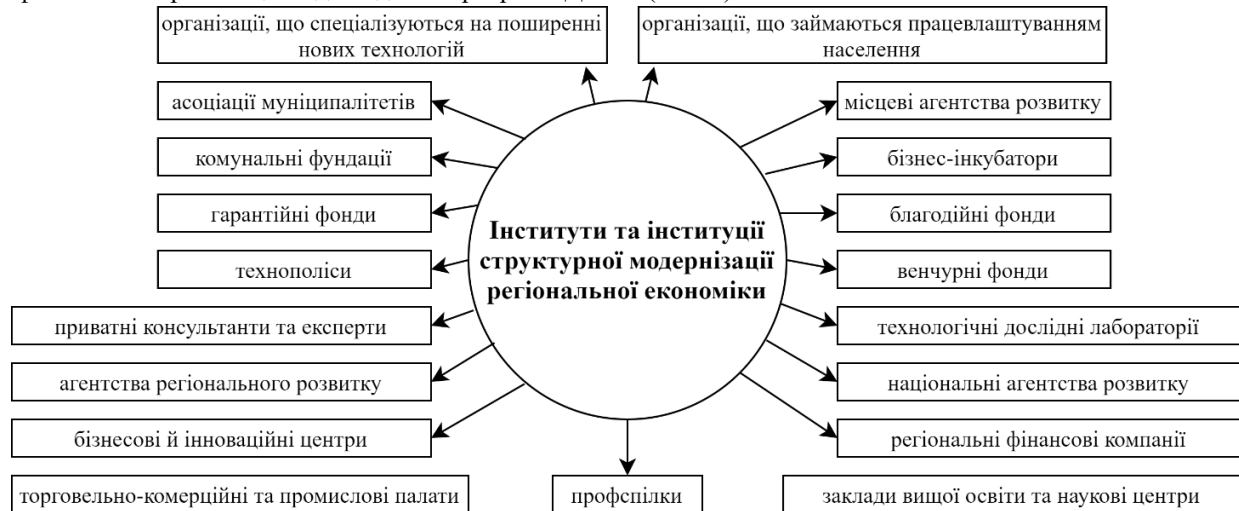 організації, що спеціалізуються на поширенні
нових технологій
організації, що займаються працевлаштуванням
населення
асоціації муніципалітетів
місцеві агентства розвитку
комунальні фундації
бізнес-інкубатори
гарантійні фонди
благодійні фонди
Інститути та інституції
структурної модернізації
регіональної економіки
технополіси
венчурні фонди
приватні консультанти та експерти
технологічні дослідні лабораторії
агентства регіонального розвитку
національні агентства розвитку
бізнесові й інноваційні центри
регіональні фінансові компанії
торговельно-комерційні та промислові палати
профспілки
заклади вищої освіти та наукові центри